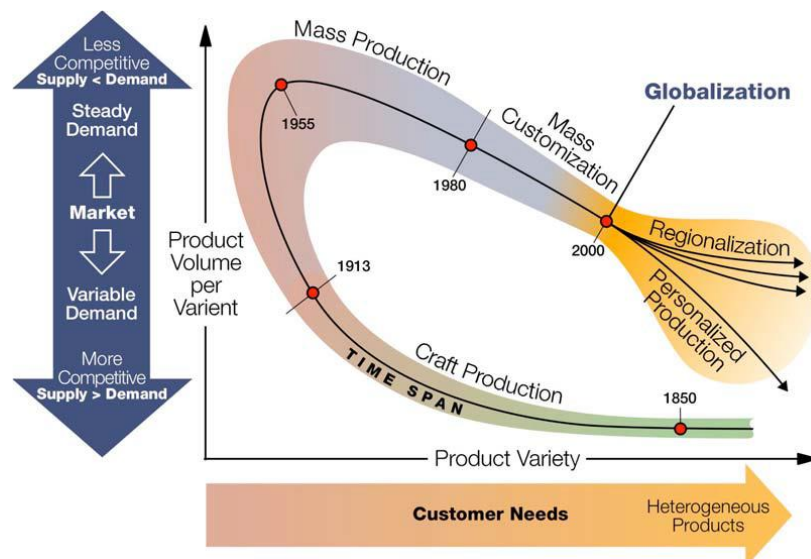 Less
Competitive
Supply < Demand
Steady
Demand
Market
Variable
Demand
More
Competitive
Supply > Demand
Product
Volume
per
Varient
Mass Production
Mass
Customization
Globalization
1955
1980
2000
1913
1850
Regionalization
Personalized
Production
Craft Production
TIME SPAN
Product Variety
Customer Needs
Heterogeneous
Products